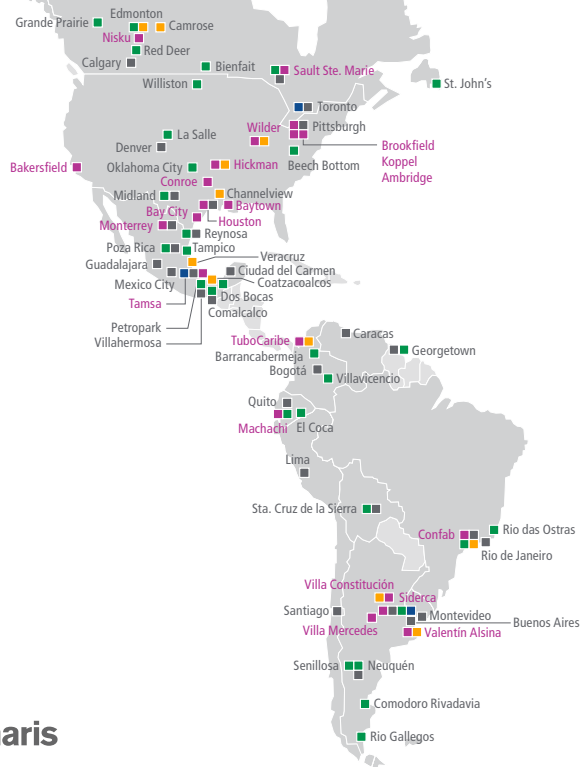 Edmonton
Grande Prairie
Camrose
Nisku
Red Deer
Calgary
Bienfait
Sault Ste. Marie
Williston
St. John's
Toronto
Wilder
Pittsburgh
La Salle
Denver
Brookfield
Koppel
Ambridge
Bakersfield
Oklahoma City
Hickman
Beech Bottom
Conroe
Midland
Channelview
Baytown
Bay City
Houston
Monterrey
Reynosa
Poza Rica
Tampico
Veracruz
Guadalajara
Ciudad del Carmen
Mexico City
Coatzacoalcos
Tamsa
Dos Bocas
Comalcalco
Petropark
Villahermosa
Caracas
TuboCaribe
Georgetown
Barrancabermeja
Bogotá
Villavicencio
Quito
Machachi
El Coca
Lima
Sta. Cruz de la Sierra
Rio das Ostras
Confab
Rio de Janeiro
Villa Constitución
Siderca
Santiago
Montevideo
Buenos Aires
Villa Mercedes
Valentín Alsina
Senillosa
Neuquén
Comodoro Rivadavia
Rio Gallegos
aris